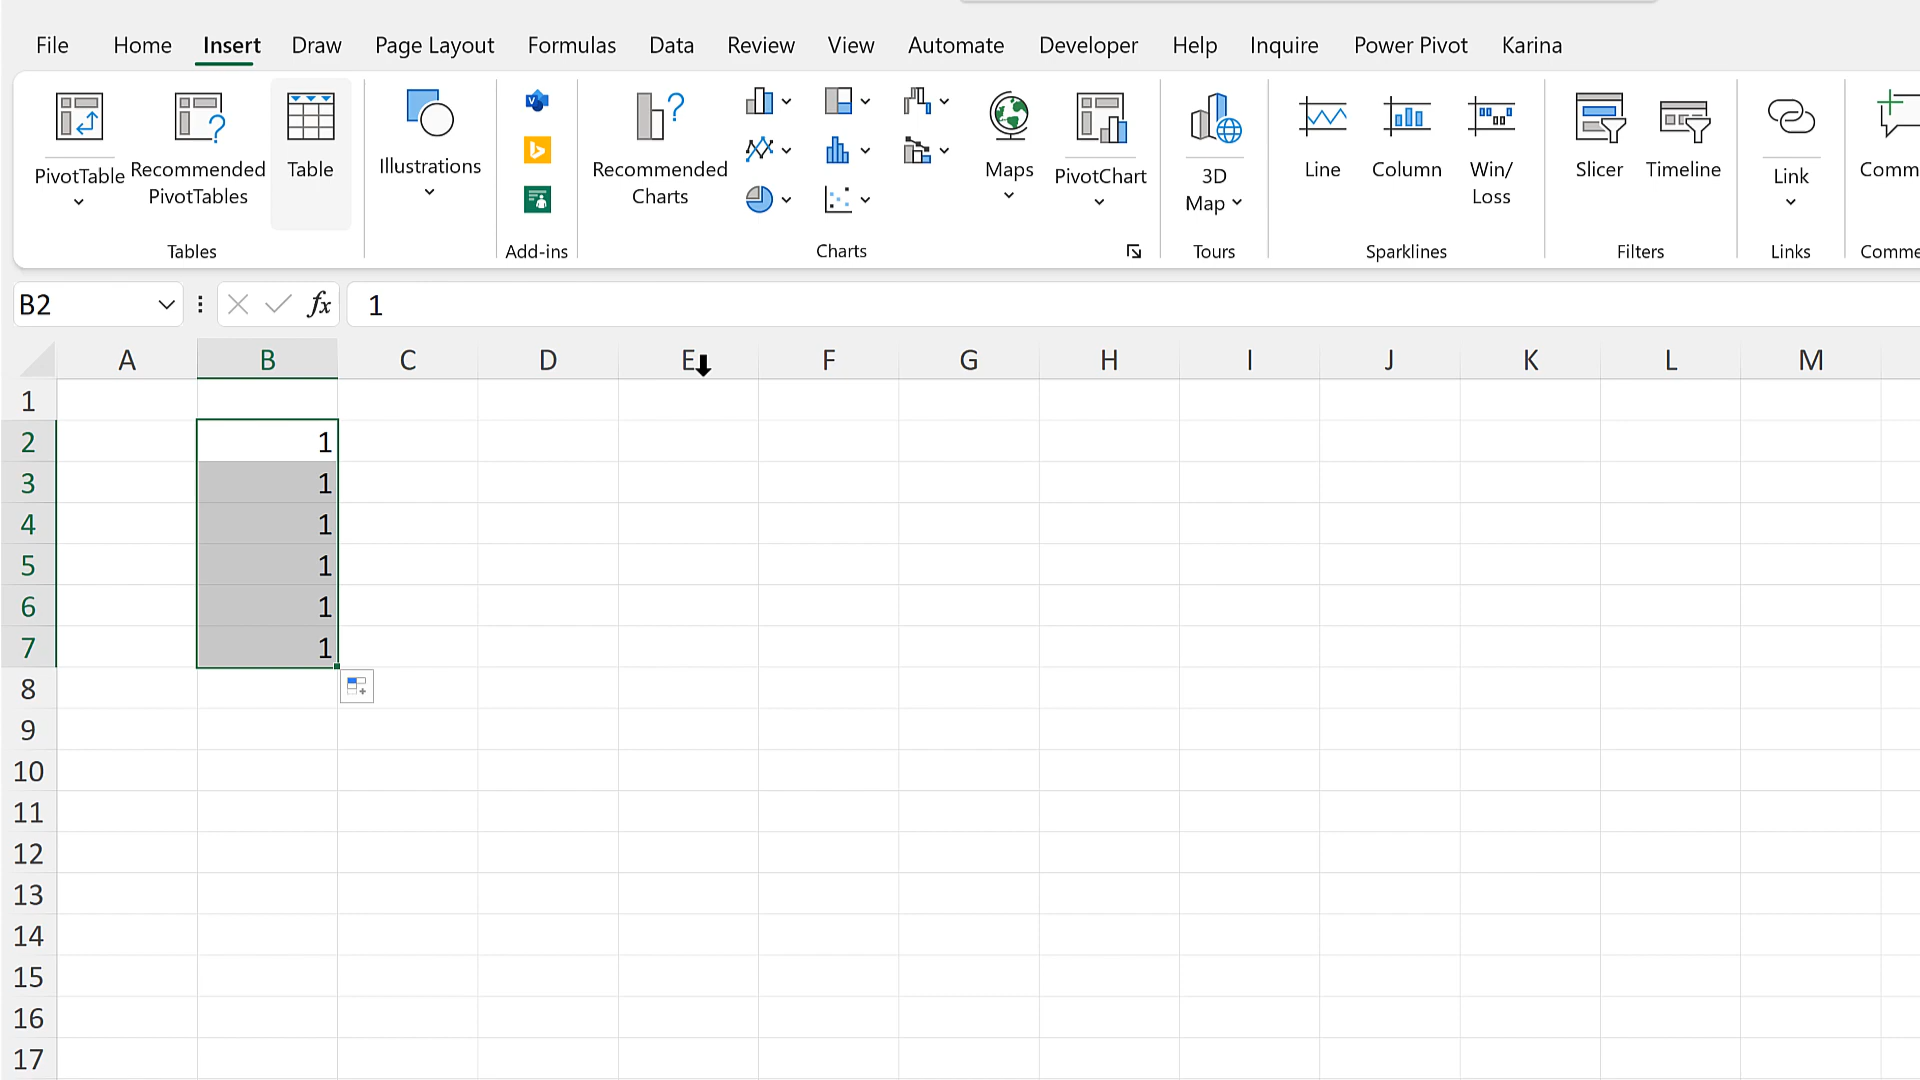 File Home Insert Draw Page Layout Formulas Data Review View Automate Developer Help Inquire Power Pivot Karina
PivotTable
Recommended
PivotTables
Table
Tables
Illustrations
Add-ins
Recommended
Charts
Maps
PivotChart
Charts
3D
Map
Tours
Line
Column
Win/
Loss
Sparklines
Slicer
Timeline
Filters
Link
Links
Comm
Comme
B2 fx 1
A B C D E F G H I J K L M
1
2 1
3 1
4 1
5 1
6 1
7 1
8
9
10
11
12
13
14
15
16
17